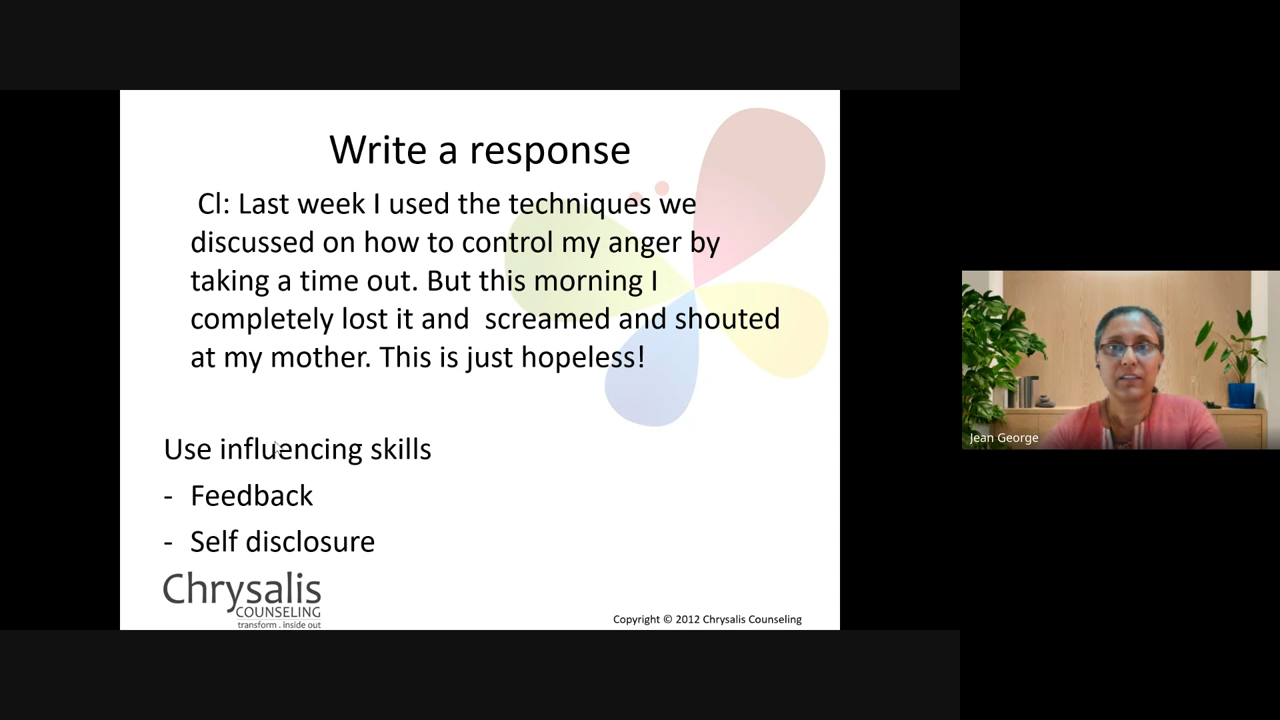 Write a response
Cl: Last week I used the techniques we
discussed on how to control my anger by
taking a time out. But this morning I
completely lost it and  screamed and shouted
at my mother. This is just hopeless!
Use influencing skills
- Feedback
- Self disclosure
Chrysalis
COUNSELING
transform . inside out
Copyright © 2012 Chrysalis Counseling
Jean George